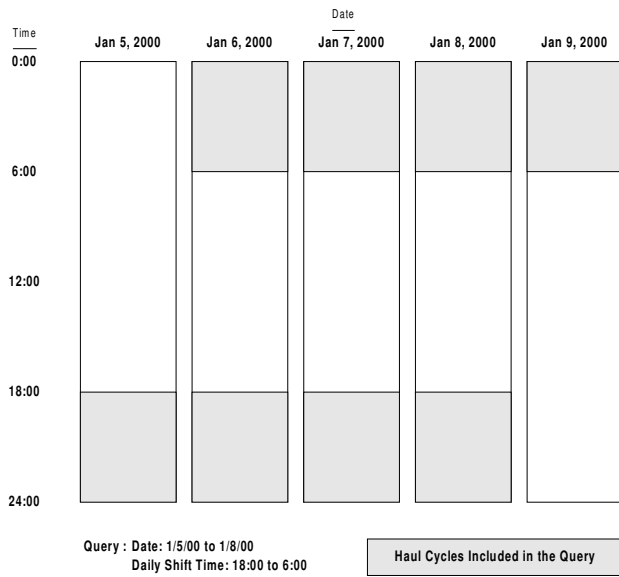 Date
Time
Jan 5, 2000 Jan 6, 2000 Jan 7, 2000 Jan 8, 2000 Jan 9, 2000
0:00
6:00
12:00
18:00
24:00
Query : Date: 1/5/00 to 1/8/00
Daily Shift Time: 18:00 to 6:00
Haul Cycles Included in the Query